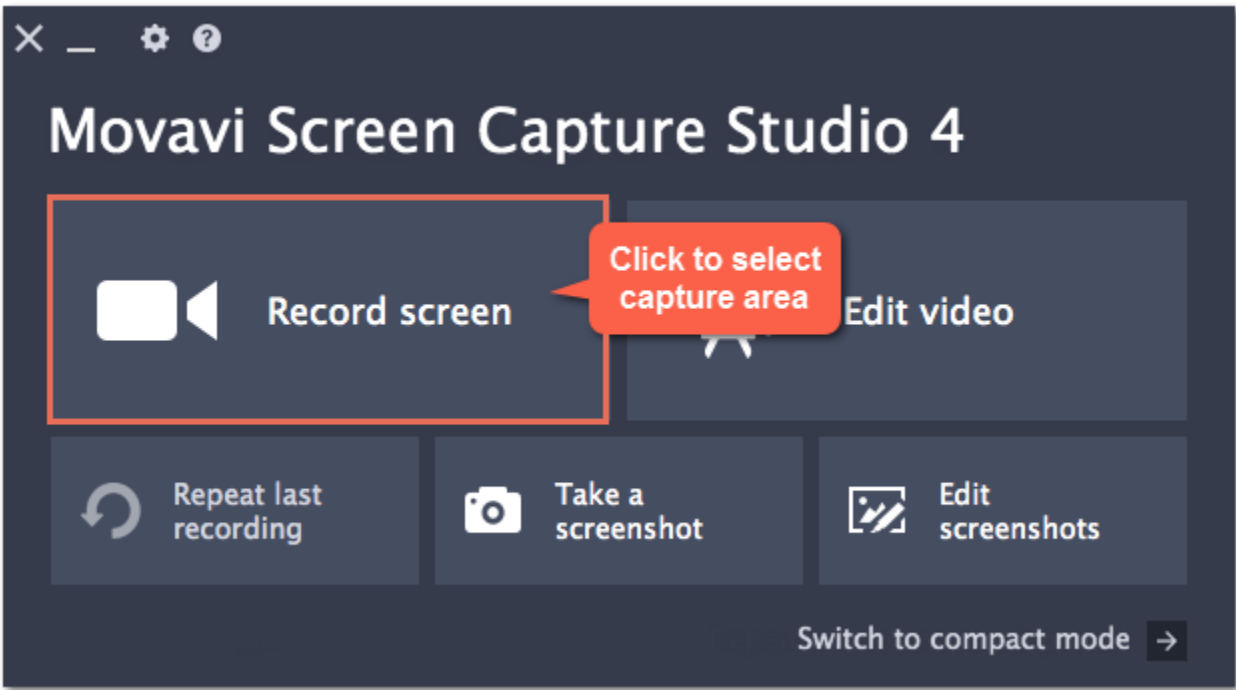 Movavi Screen Capture Studio 4
Record screen
Click to select
capture area
Edit video
Repeat last
recording
Take a
screenshot
Edit
screenshots
Switch to compact mode